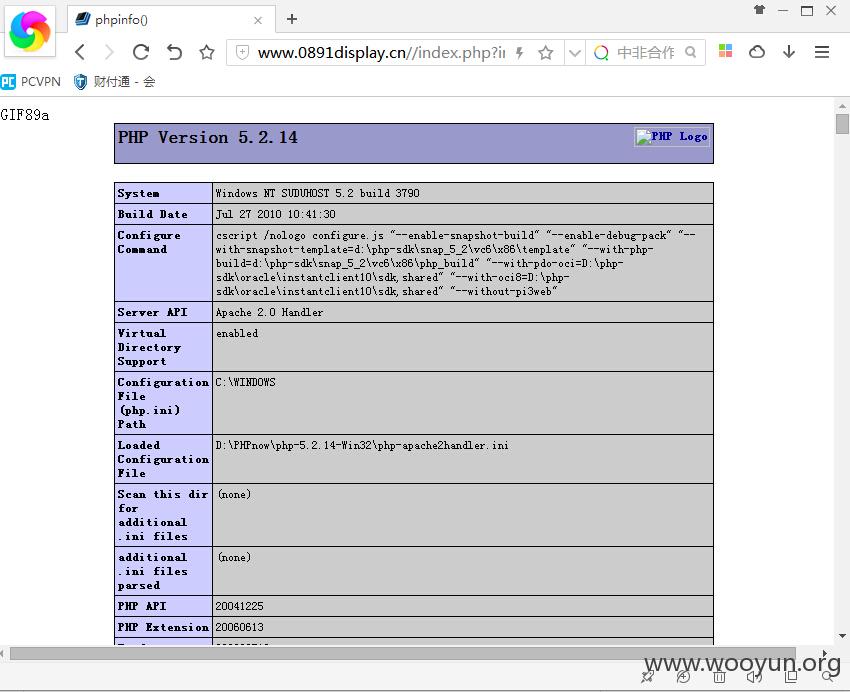 phpinfo()
www.0891display.cn//index.php?i
中非合作
PCVPN
财付通 - 会
GIF89a
PHP Version 5.2.14
PHP Logo
System
Windows NT SUDUHOST 5.2 build 3790
Build Date
Jul 27 2010 10:41:30
Configure
Command
cscript /nologo configure.js "--enable-snapshot-build" "--enable-debug-pack" "--
with-snapshot-template=d:\php-sdk\snap_5_2\vc6\x86\template" "--with-php-
build=d:\php-sdk\snap_5_2\vc6\x86\php_build" "--with-pdo-oci=D:\php-
sdk\oracle\instantclient10\sdk,shared" "--with-oci8=D:\php-
sdk\oracle\instantclient10\sdk,shared" "--without-pi3web"
Server API
Apache 2.0 Handler
Virtual
Directory
Support
enabled
Configuration
File
(php.ini)
Path
C:\WINDOWS
Loaded
Configuration
File
D:\PHPnow\php-5.2.14-Win32\php-apache2handler.ini
Scan this dir
for
additional
.ini files
(none)
additional
.ini files
parsed
(none)
PHP API
20041225
PHP Extension
20060613
www.wooyun.org